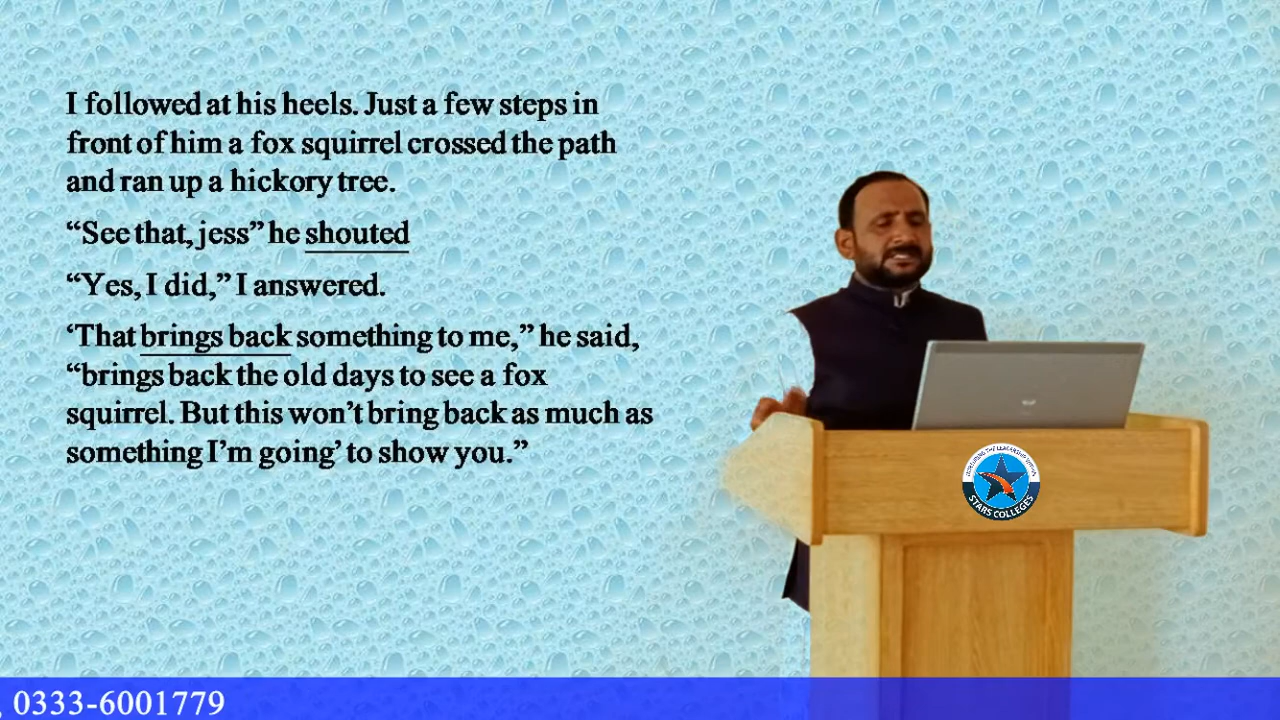 I followed at his heels. Just a few steps in
front of him a fox squirrel crossed the path
and ran up a hickory tree.
“See that, jess” he shouted
“Yes, I did,” I answered.
‘That brings back something to me,” he said,
“brings back the old days to see a fox
squirrel. But this won’t bring back as much as
something I’m going’ to show you.”
STARS COLLEGES
, 0333-6001779